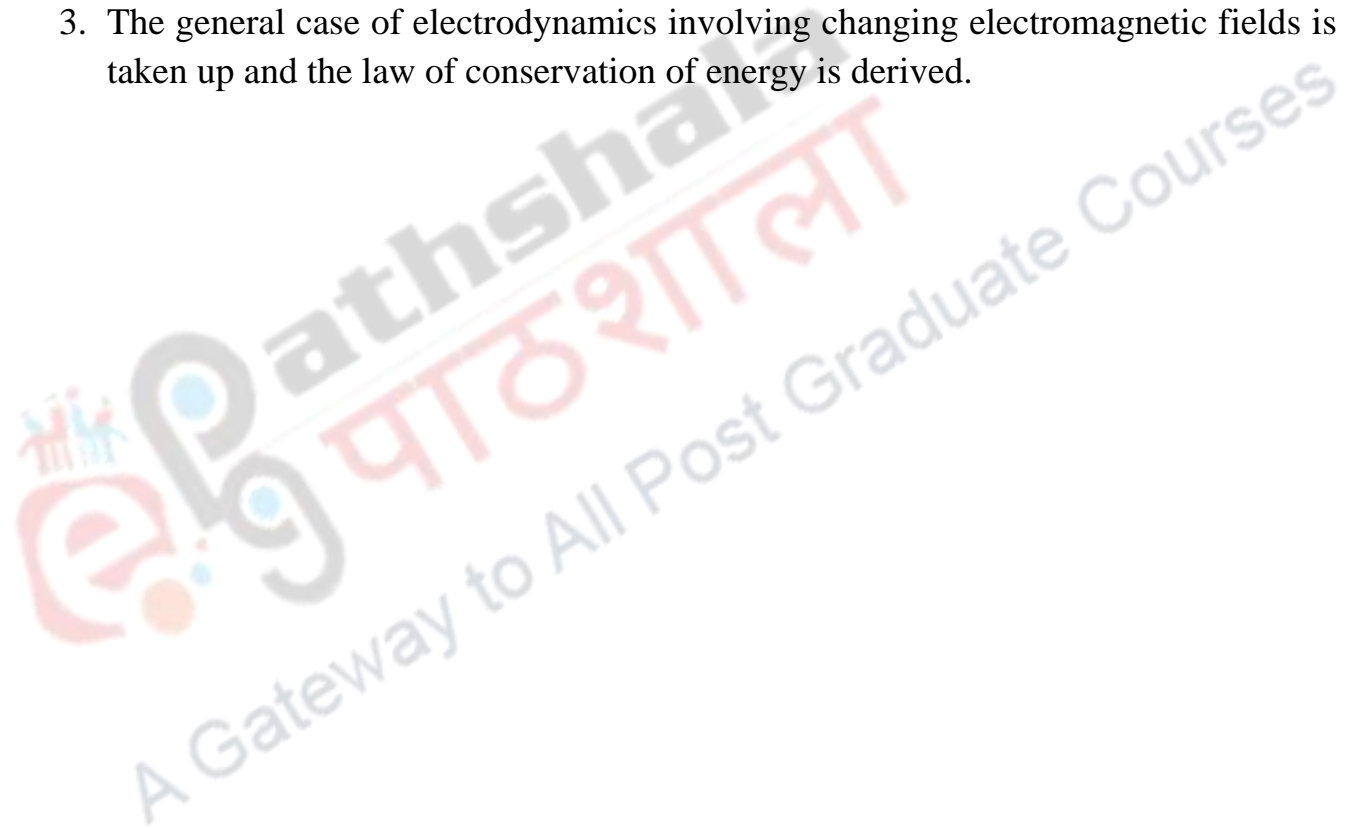 3. The general case of electrodynamics involving changing electromagnetic fields is
taken up and the law of conservation of energy is derived.
Pathshala
पाठशाला
A Gateway to All Post Graduate Courses